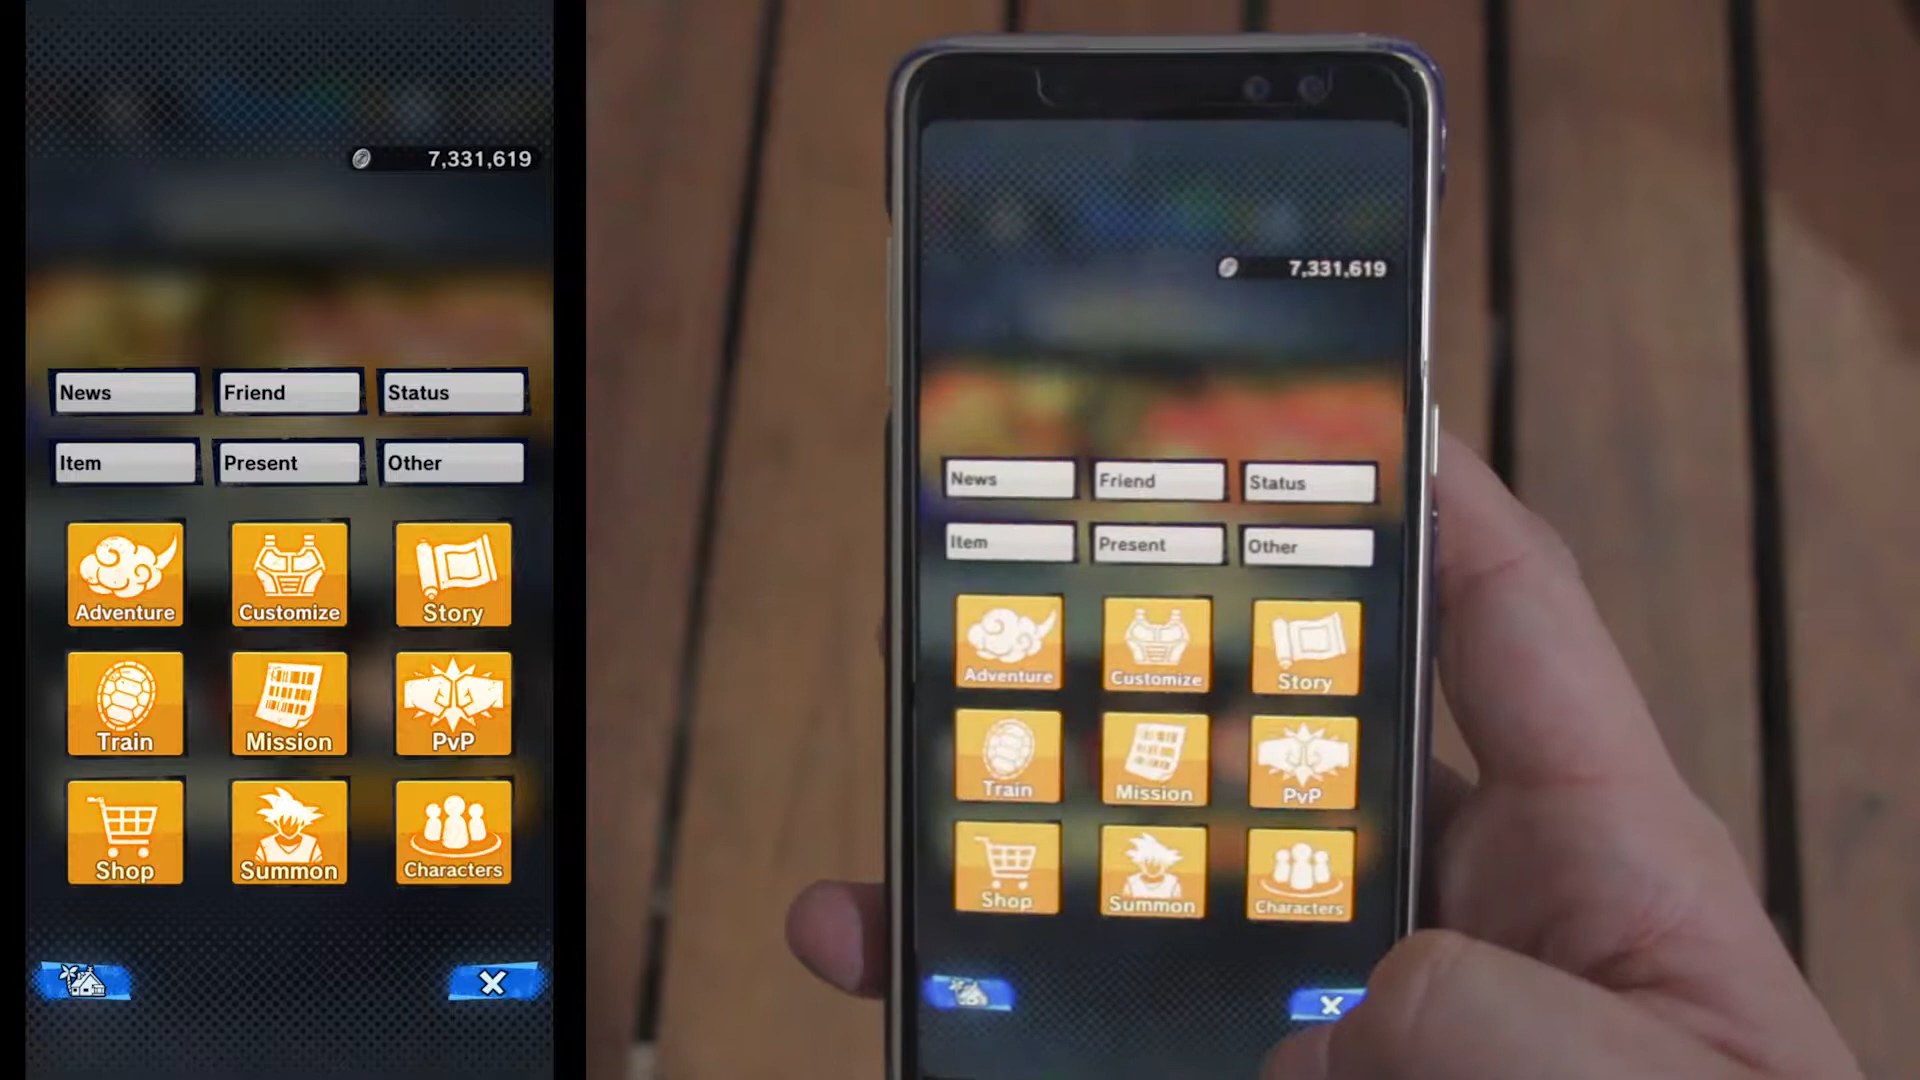 7,331,619
News Friend Status
Item Present Other
Adventure Customize Story
Train Mission PvP
Shop Summon Characters
7,331,619
News Friend Status
Item Present Other
Adventure Customize Story
Train Mission PvP
Shop Summon Characters